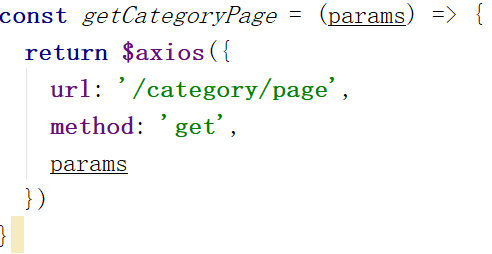 const getCategoryPage = (params) => {
  return $axios({
    url: '/category/page',
    method: 'get',
    params
  })
}